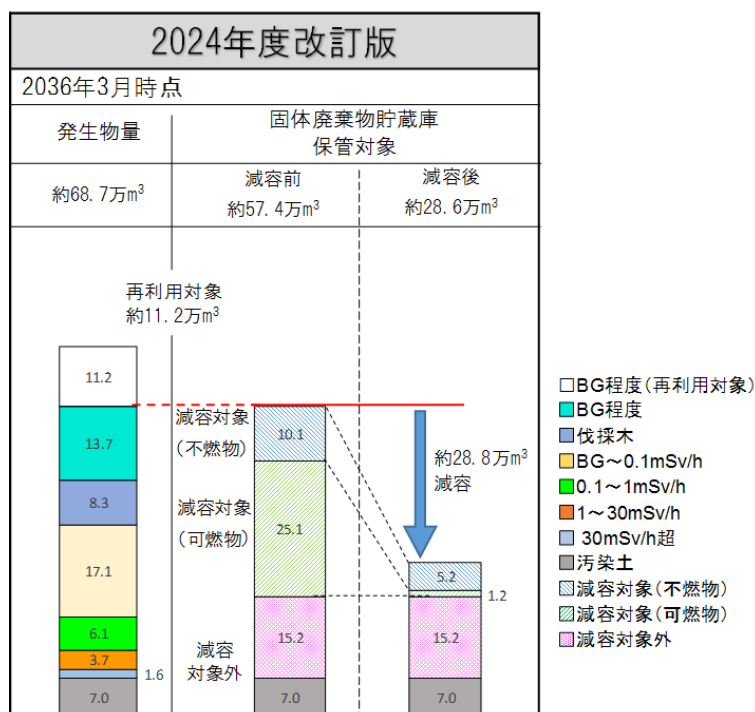 2024年度改訂版
2036年3月時点
発生物量
固体廃棄物貯蔵庫
保管対象
約68.7万m³
減容前
約57.4万m³
減容後
約28.6万m³
再利用対象
約11.2万m³
11.2
13.7
8.3
17.1
6.1
3.7
1.6
7.0
減容対象
(不燃物)
減容対象
(可燃物)
減容
対象外
10.1
25.1
15.2
7.0
約28.8万m³
減容
5.2
1.2
15.2
7.0
BG程度(再利用対象)
BG程度
伐採木
BG～0.1mSv/h
0.1～1mSv/h
1～30mSv/h
30mSv/h超
汚染土
減容対象(不燃物)
減容対象(可燃物)
減容対象外